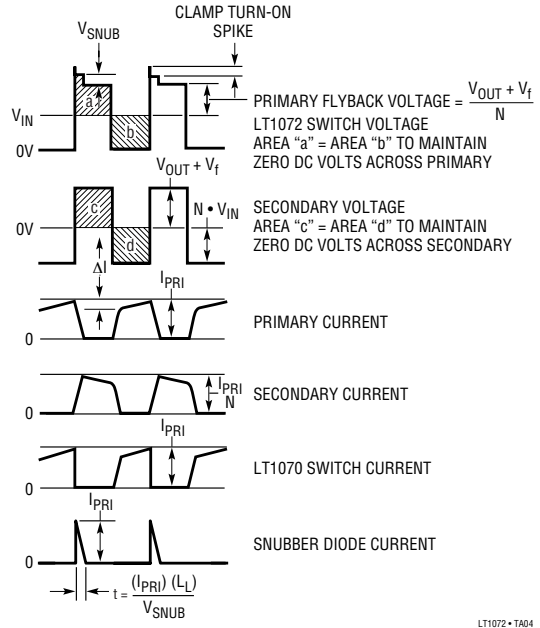 CLAMP TURN-ON
SPIKE
V_SNUB
a
PRIMARY FLYBACK VOLTAGE = V_OUT + V_f
N
V_IN
LT1072 SWITCH VOLTAGE
b
AREA "a" = AREA "b" TO MAINTAIN
0V
ZERO DC VOLTS ACROSS PRIMARY
V_OUT + V_f
c
N • V_IN
SECONDARY VOLTAGE
0V
AREA "c" = AREA "d" TO MAINTAIN
d
ZERO DC VOLTS ACROSS SECONDARY
ΔI
I_PRI
PRIMARY CURRENT
0
I_PRI
N
SECONDARY CURRENT
0
I_PRI
LT1070 SWITCH CURRENT
0
I_PRI
SNUBBER DIODE CURRENT
0
t = (I_PRI) (L_L)
V_SNUB
LT1072 • TA04